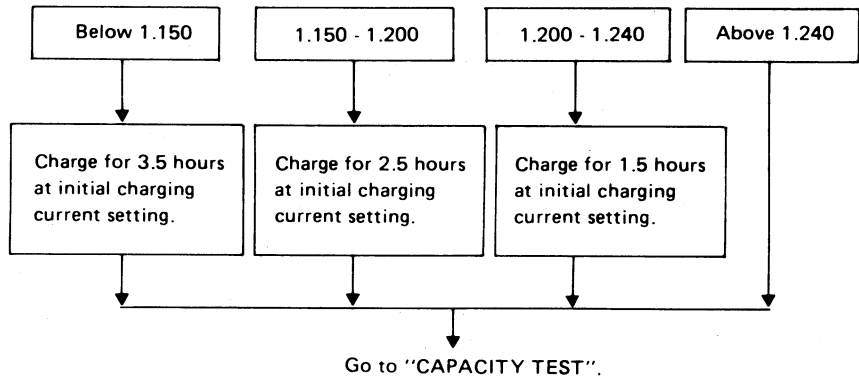 Below 1.150
1.150 - 1.200
1.200 - 1.240
Above 1.240
Charge for 3.5 hours
at initial charging
current setting.
Charge for 2.5 hours
at initial charging
current setting.
Charge for 1.5 hours
at initial charging
current setting.
Go to "CAPACITY TEST".